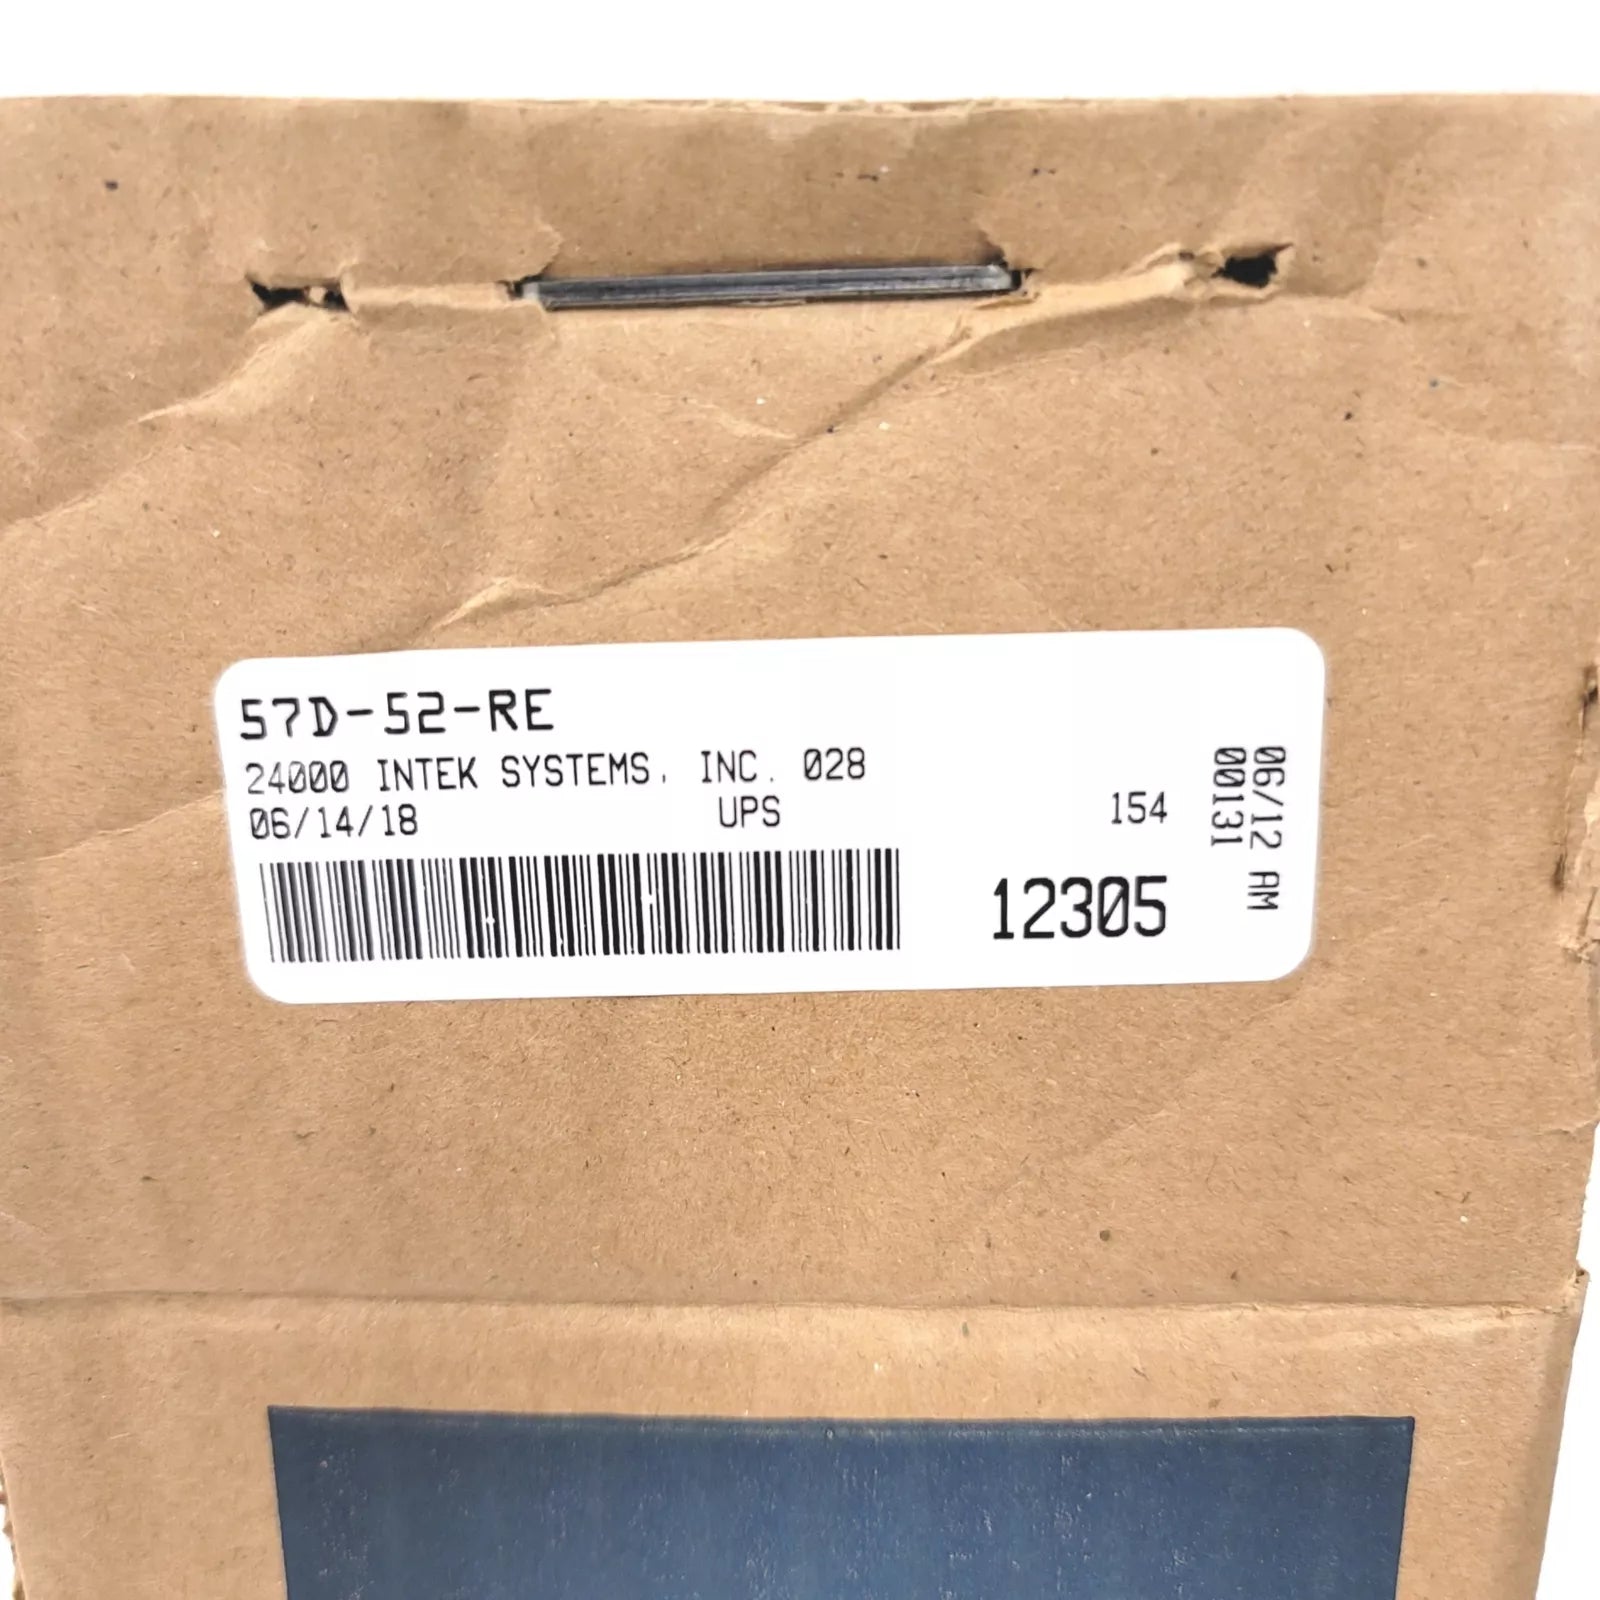 57D-52-RE
24000 INTEK SYSTEMS, INC. 028
06/14/18 UPS 154
12305
06/12 AM
00131